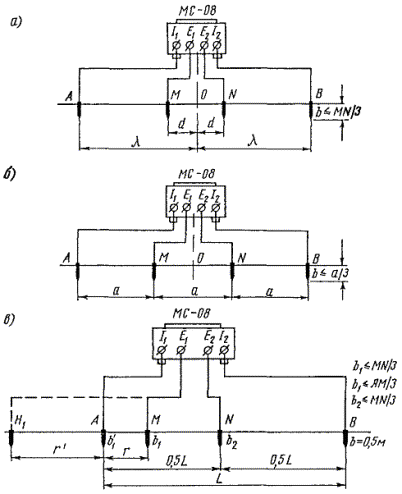 а)
МС-08
I₁ E₁ E₂ I₂
A M O N B
b≤MN/3
d d
λ λ
б)
МС-08
I₁ E₁ E₂ I₂
A M O N B
b≤a/3
a a a
в)
МС-08
I₁ E₁ E₂ I₂
b₁≤MN/3
b₁≤AM/3
b₂≤MN/3
H₁ A M N B
b₁' b₁ b₂ b=0,5м
r' r 0,5L 0,5L
L